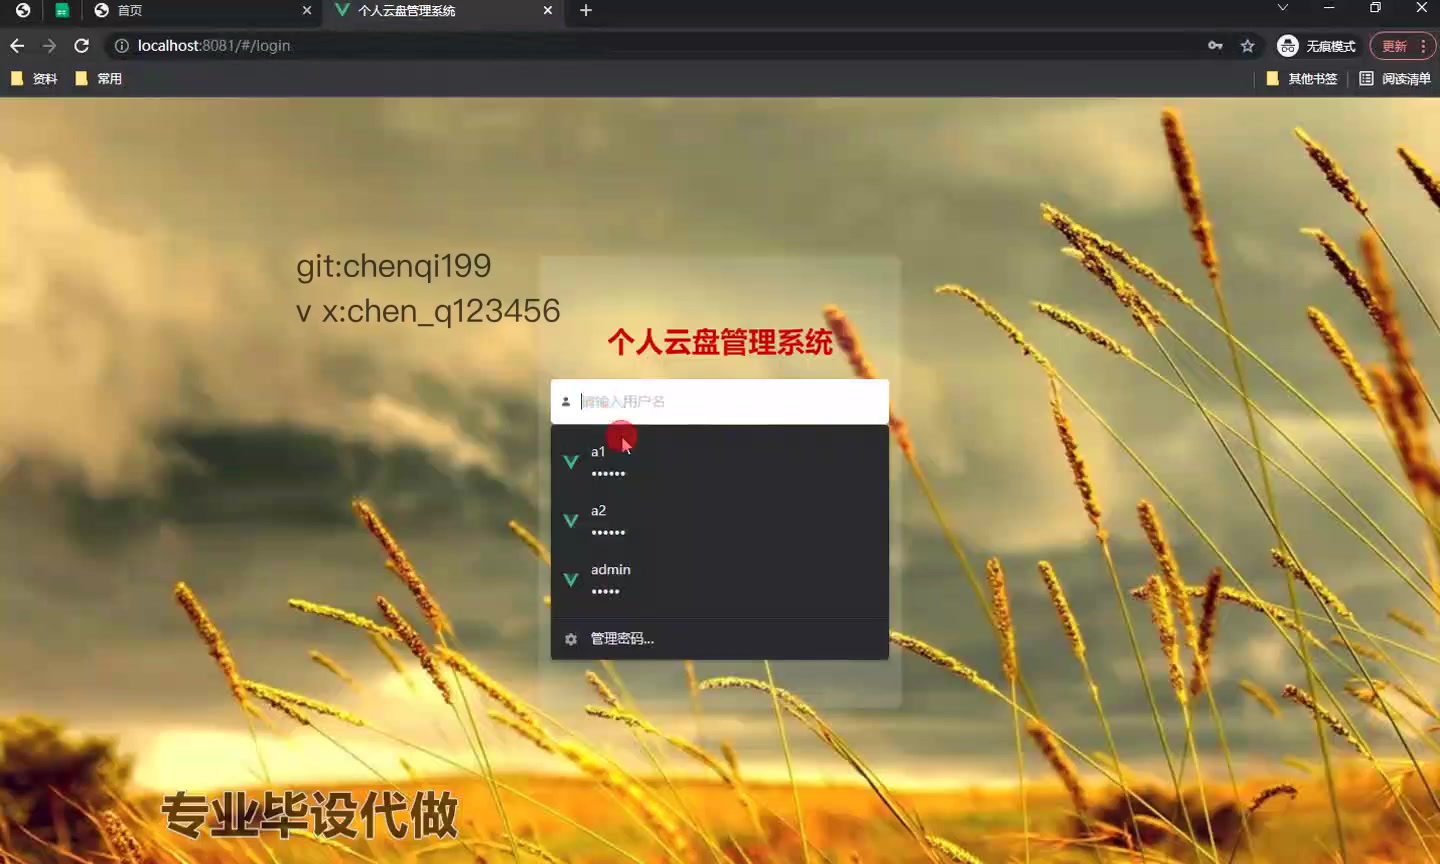 首页
个人云盘管理系统
localhost:8081/#/login
无痕模式
更新
资料
常用
其他书签
阅读清单
git:chenqi199
v x:chen_q123456
个人云盘管理系统
请输入用户名
a1
••••••
a2
••••••
admin
•••••
管理密码...
专业毕设代做